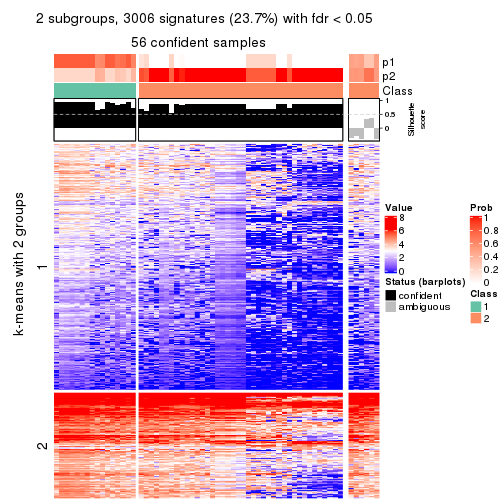 2 subgroups, 3006 signatures (23.7%) with fdr < 0.05
56 confident samples
p1
p2
Class
1
0.5
0
Silhouette
score
k-means with 2 groups
1
2
Value
8
6
4
2
0
Status (barplots)
confident
ambiguous
Prob
1
0.8
0.6
0.4
0.2
0
Class
1
2